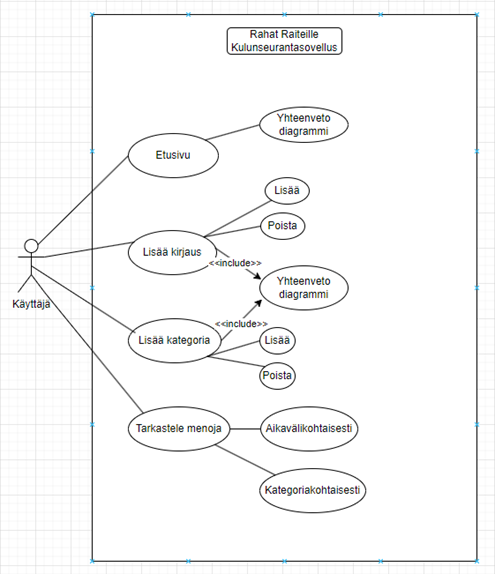 Rahat Raiteille
Kulunseurantasovellus
Yhteenveto
diagrammi
Etusivu
Lisää
Poista
Lisää kirjaus
<<include>>
Yhteenveto
diagrammi
Käyttäjä
<<include>>
Lisää kategoria
Lisää
Poista
Tarkastele menoja
Aikavälikohtaisesti
Kategoriakohtaisesti